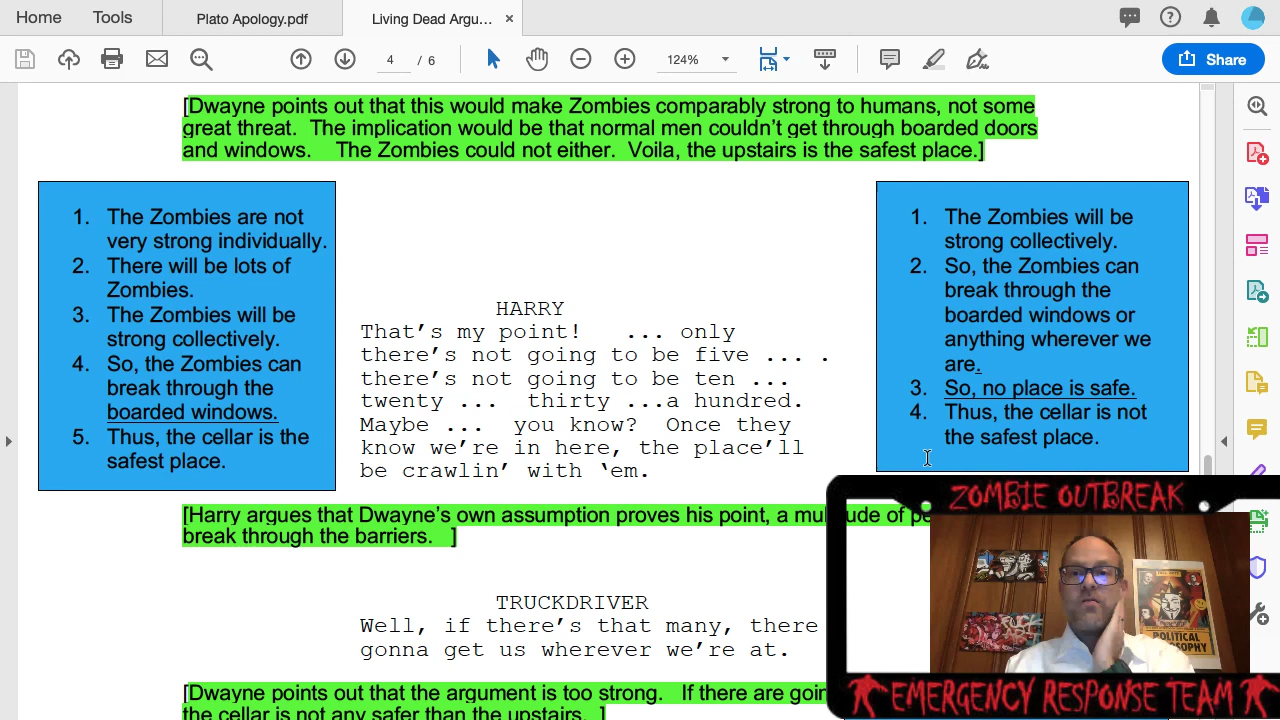 Home
Tools
Plato Apology.pdf
Living Dead Argu...
×
4 / 6
124%
Share
[Dwayne points out that this would make Zombies comparably strong to humans, not some
great threat. The implication would be that normal men couldn't get through boarded doors
and windows. The Zombies could not either. Voila, the upstairs is the safest place.]
1. The Zombies are not
very strong individually.
2. There will be lots of
Zombies.
3. The Zombies will be
strong collectively.
4. So, the Zombies can
break through the
boarded windows.
5. Thus, the cellar is the
safest place.
HARRY
That's my point! ... only
there's not going to be five ... .
there's not going to be ten ...
twenty ... thirty ...a hundred.
Maybe ... you know? Once they
know we're in here, the place'll
be crawlin' with 'em.
1. The Zombies will be
strong collectively.
2. So, the Zombies can
break through the
boarded windows or
anything wherever we
are.
3. So, no place is safe.
4. Thus, the cellar is not
the safest place.
[Harry argues that Dwayne's own assumption proves his point, a
break through the barriers. ]
TRUCKDRIVER
Well, if there's that many, there
gonna get us wherever we're at.
[Dwayne points out that the argument is too strong. If there are
the cellar is not any safer than the upstairs. ]
ZOMBIE OUTBREAK
POLITICAL
EMERGENCY RESPONSE TEAM